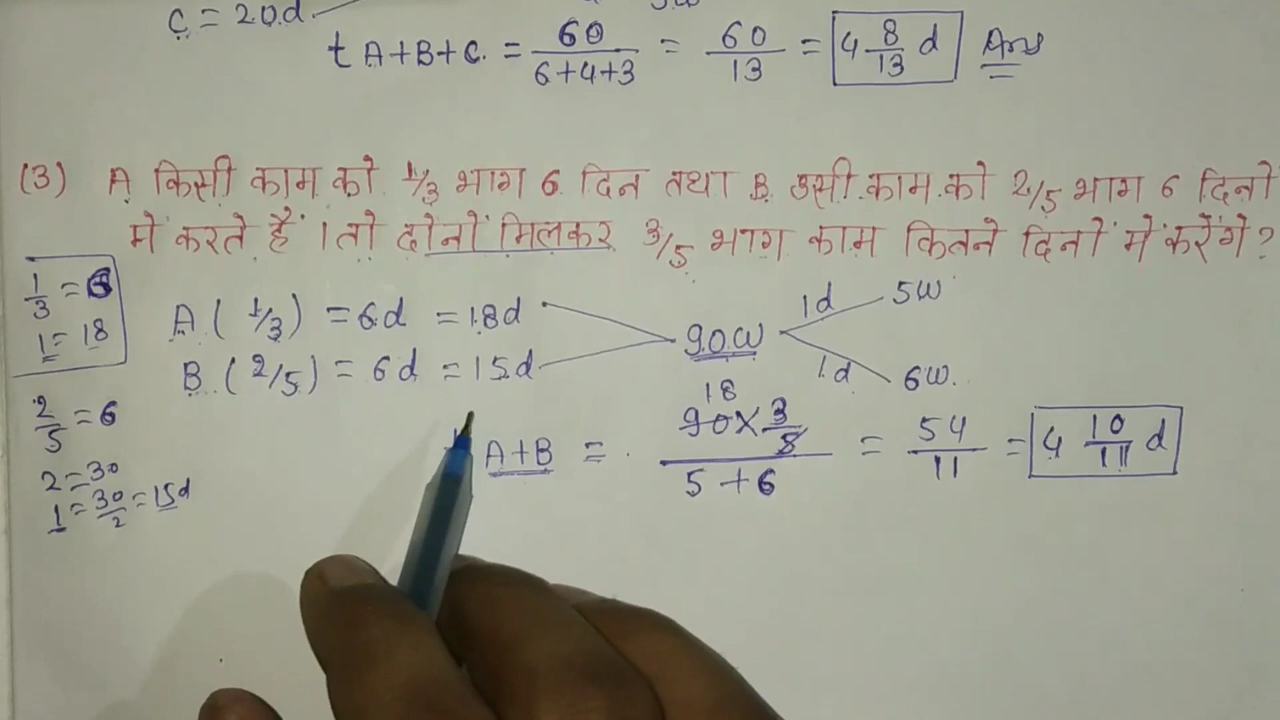 C = 20d
t A+B+C = 60/(6+4+3) = 60/13 = 4 8/13 d Ans
(3) A किसी काम को 1/3 भाग 6 दिन तथा B उसी काम को 2/5 भाग 6 दिनों
में करते हैं। तो दोनों मिलकर 3/5 भाग काम कितने दिनों में करेंगे?
1/3 = 6
1 = 18
A (1/3) = 6d = 18d
B (2/5) = 6d = 15d
90W
1d 5W
1d 6W
2/5 = 6
2 = 30
1 = 30/2 = 15d
A+B = 90 × 3/5 / 5+6 = 54/11 = 4 10/11 d
18